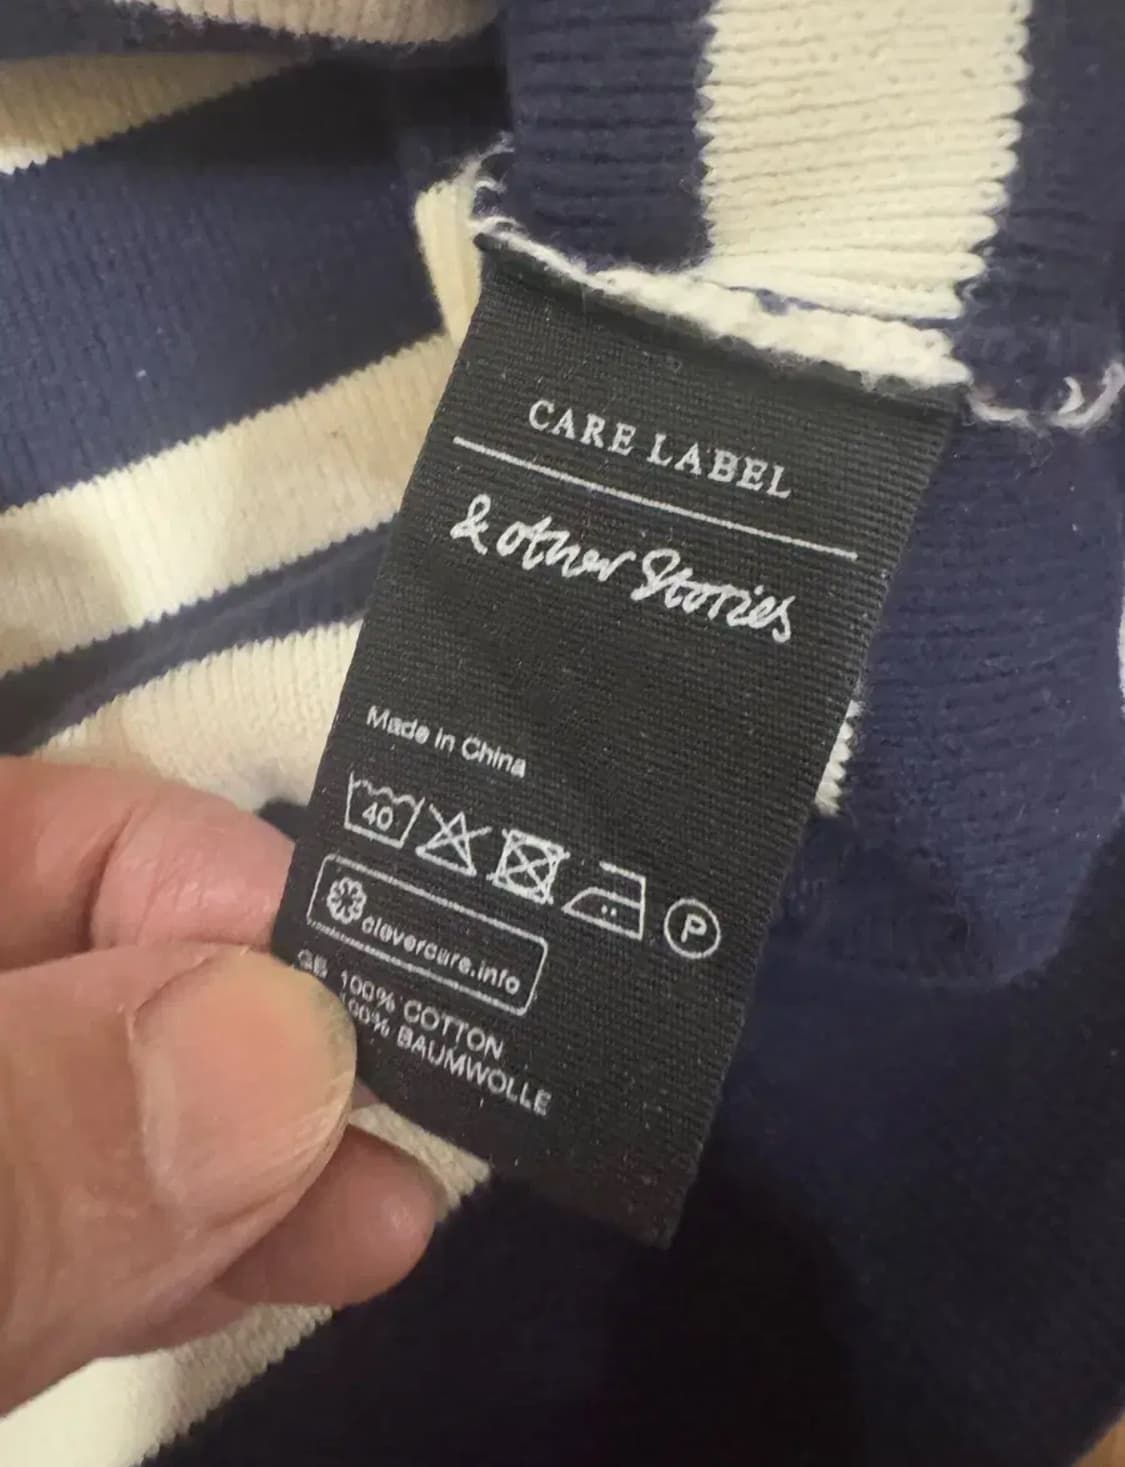 CARE LABEL
& other Stories
Made in China
40
P
clevercare.info
GB 100% COTTON
100% BAUMWOLLE